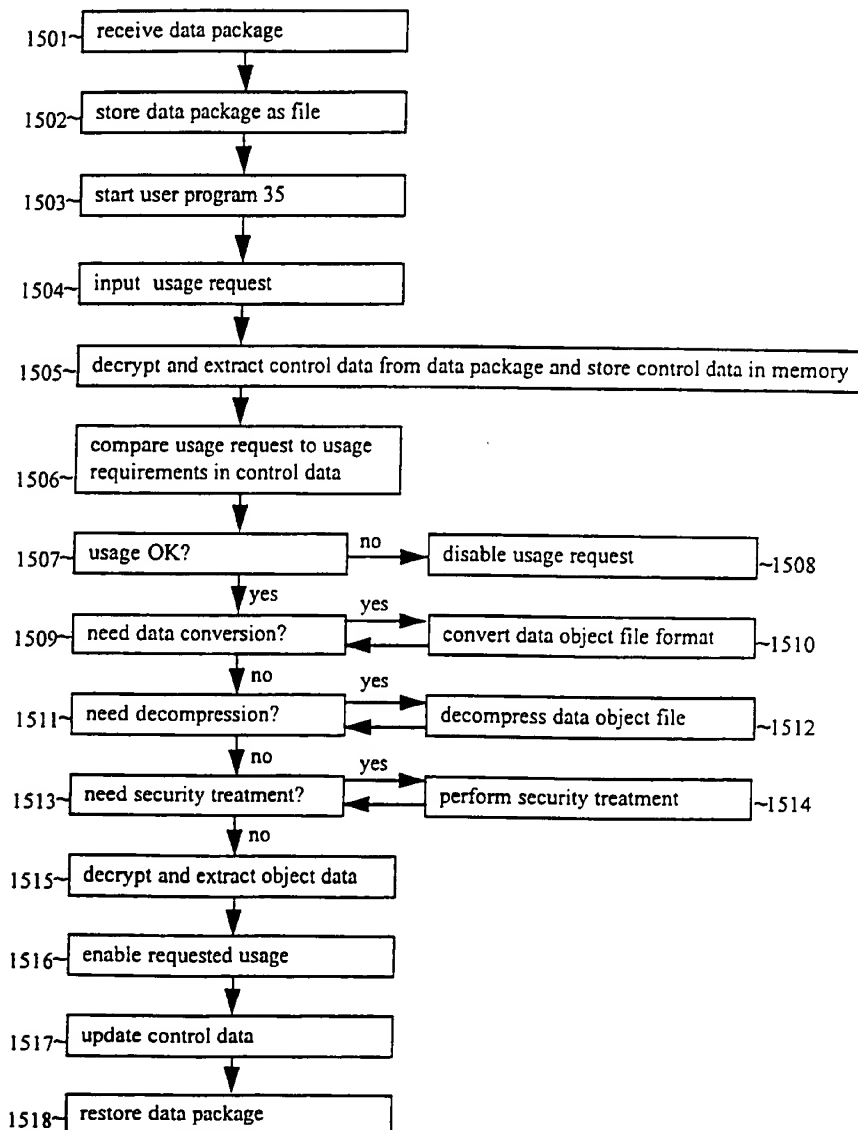 1501~ receive data package
1502~ store data package as file
1503~ start user program 35
1504~ input usage request
1505~ decrypt and extract control data from data package and store control data in memory
compare usage request to usage
1506~ requirements in control data
1507~ usage OK? no disable usage request ~1508
yes yes
1509~ need data conversion? convert data object file format ~1510
no yes
1511~ need decompression? decompress data object file ~1512
no yes
1513~ need security treatment? perform security treatment ~1514
no
1515~ decrypt and extract object data
1516~ enable requested usage
1517~ update control data
1518~ restore data package